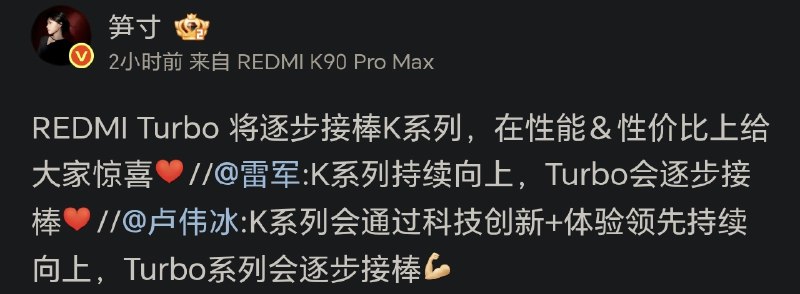 笋寸
2小时前 来自 REDMI K90 Pro Max
REDMI Turbo 将逐步接棒K系列，在性能＆性价比上给
大家惊喜❤️//@雷军:K系列持续向上，Turbo会逐步接
棒❤️//@卢伟冰:K系列会通过科技创新+体验领先持续
向上，Turbo系列会逐步接棒💪